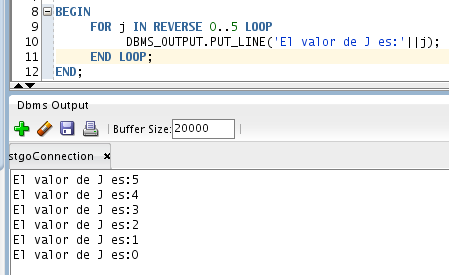 8 BEGIN
9 FOR j IN REVERSE 0..5 LOOP
10 DBMS_OUTPUT.PUT_LINE('El valor de J es:'||j);
11 END LOOP;
12 END;
Dbms Output
Buffer Size: 20000
stgoConnection ×
El valor de J es:5
El valor de J es:4
El valor de J es:3
El valor de J es:2
El valor de J es:1
El valor de J es:0